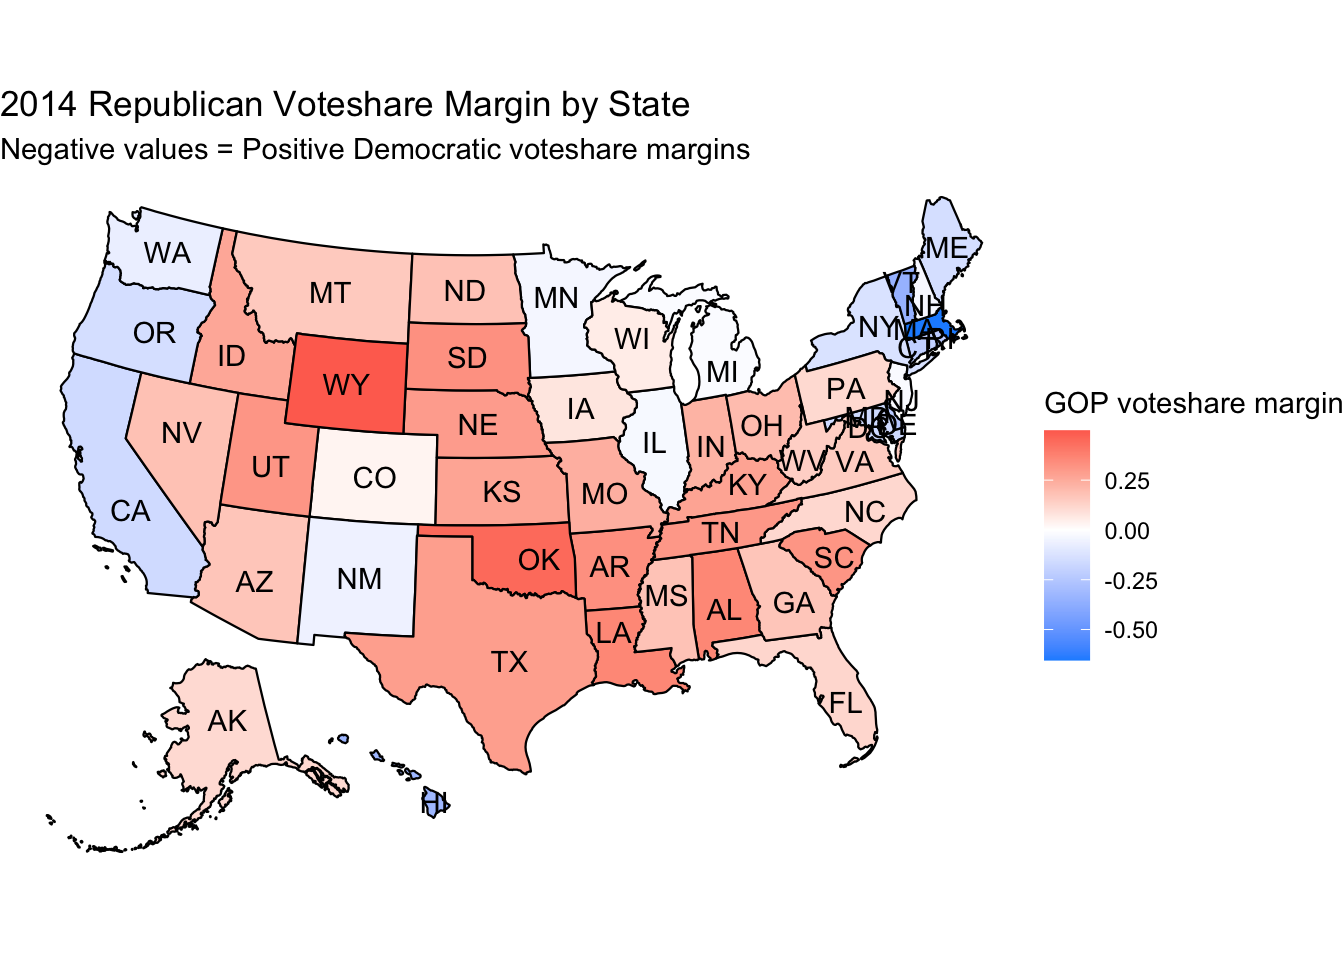 2014 Republican Voteshare Margin by State
Negative values = Positive Democratic voteshare margins
WA
MT
ND
MN
ME
VT
NH
OR
ID
WY
SD
WI
MI
NY
MA
RI
CT
NV
UT
CO
NE
IA
IL
IN
OH
PA
NJ
MD
DE
DC
CA
KS
MO
KY
WV
VA
AZ
NM
OK
AR
TN
NC
SC
TX
LA
MS
AL
GA
FL
AK
HI
GOP voteshare margin
0.25
0.00
-0.25
-0.50